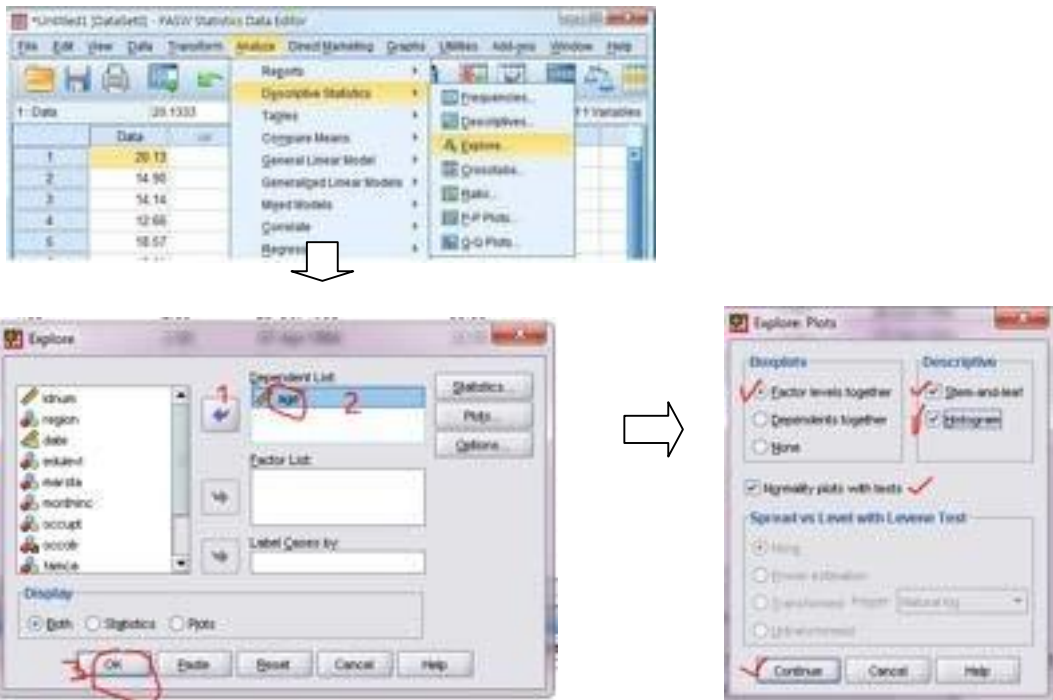 *Untitled1 [DataSet0] - PASW Statistics Data Editor
File Edit View Data Transform Analyze Direct Marketing Graphs Utilities Add-ons Window Help
1: Data 20.1333
Data var
1 20.13
2 14.90
3 14.14
4 12.66
5 18.57
Reports
Descriptive Statistics
Tables
Compare Means
General Linear Model
Generalized Linear Models
Mixed Models
Correlate
Frequencies...
Descriptives...
Explore...
Crosstabs...
Ratio...
P-P Plots...
Q-Q Plots...
Explore
idnum
region
date
marsta
monthinc
occupt
Dependent List:
age
1
2
Factor List:
Label Cases by:
Statistics...
Plots...
Options...
Display
Both Statistics Plots
3
OK Paste Reset Cancel Help
Explore: Plots
Boxplots
Factor levels together
Dependents together
None
Descriptive
Stem-and-leaf
Histogram
Normality plots with tests
Spread vs Level with Levene Test
None
Power estimation
Transformed Power: Natural log
Untransformed
Continue Cancel Help